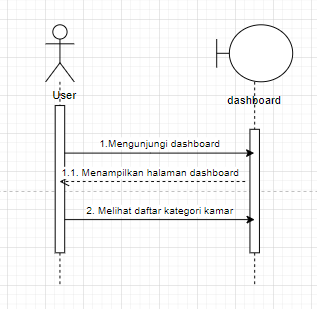 User
dashboard
1.Mengunjungi dashboard
1.1. Menampilkan halaman dashboard
2. Melihat daftar kategori kamar